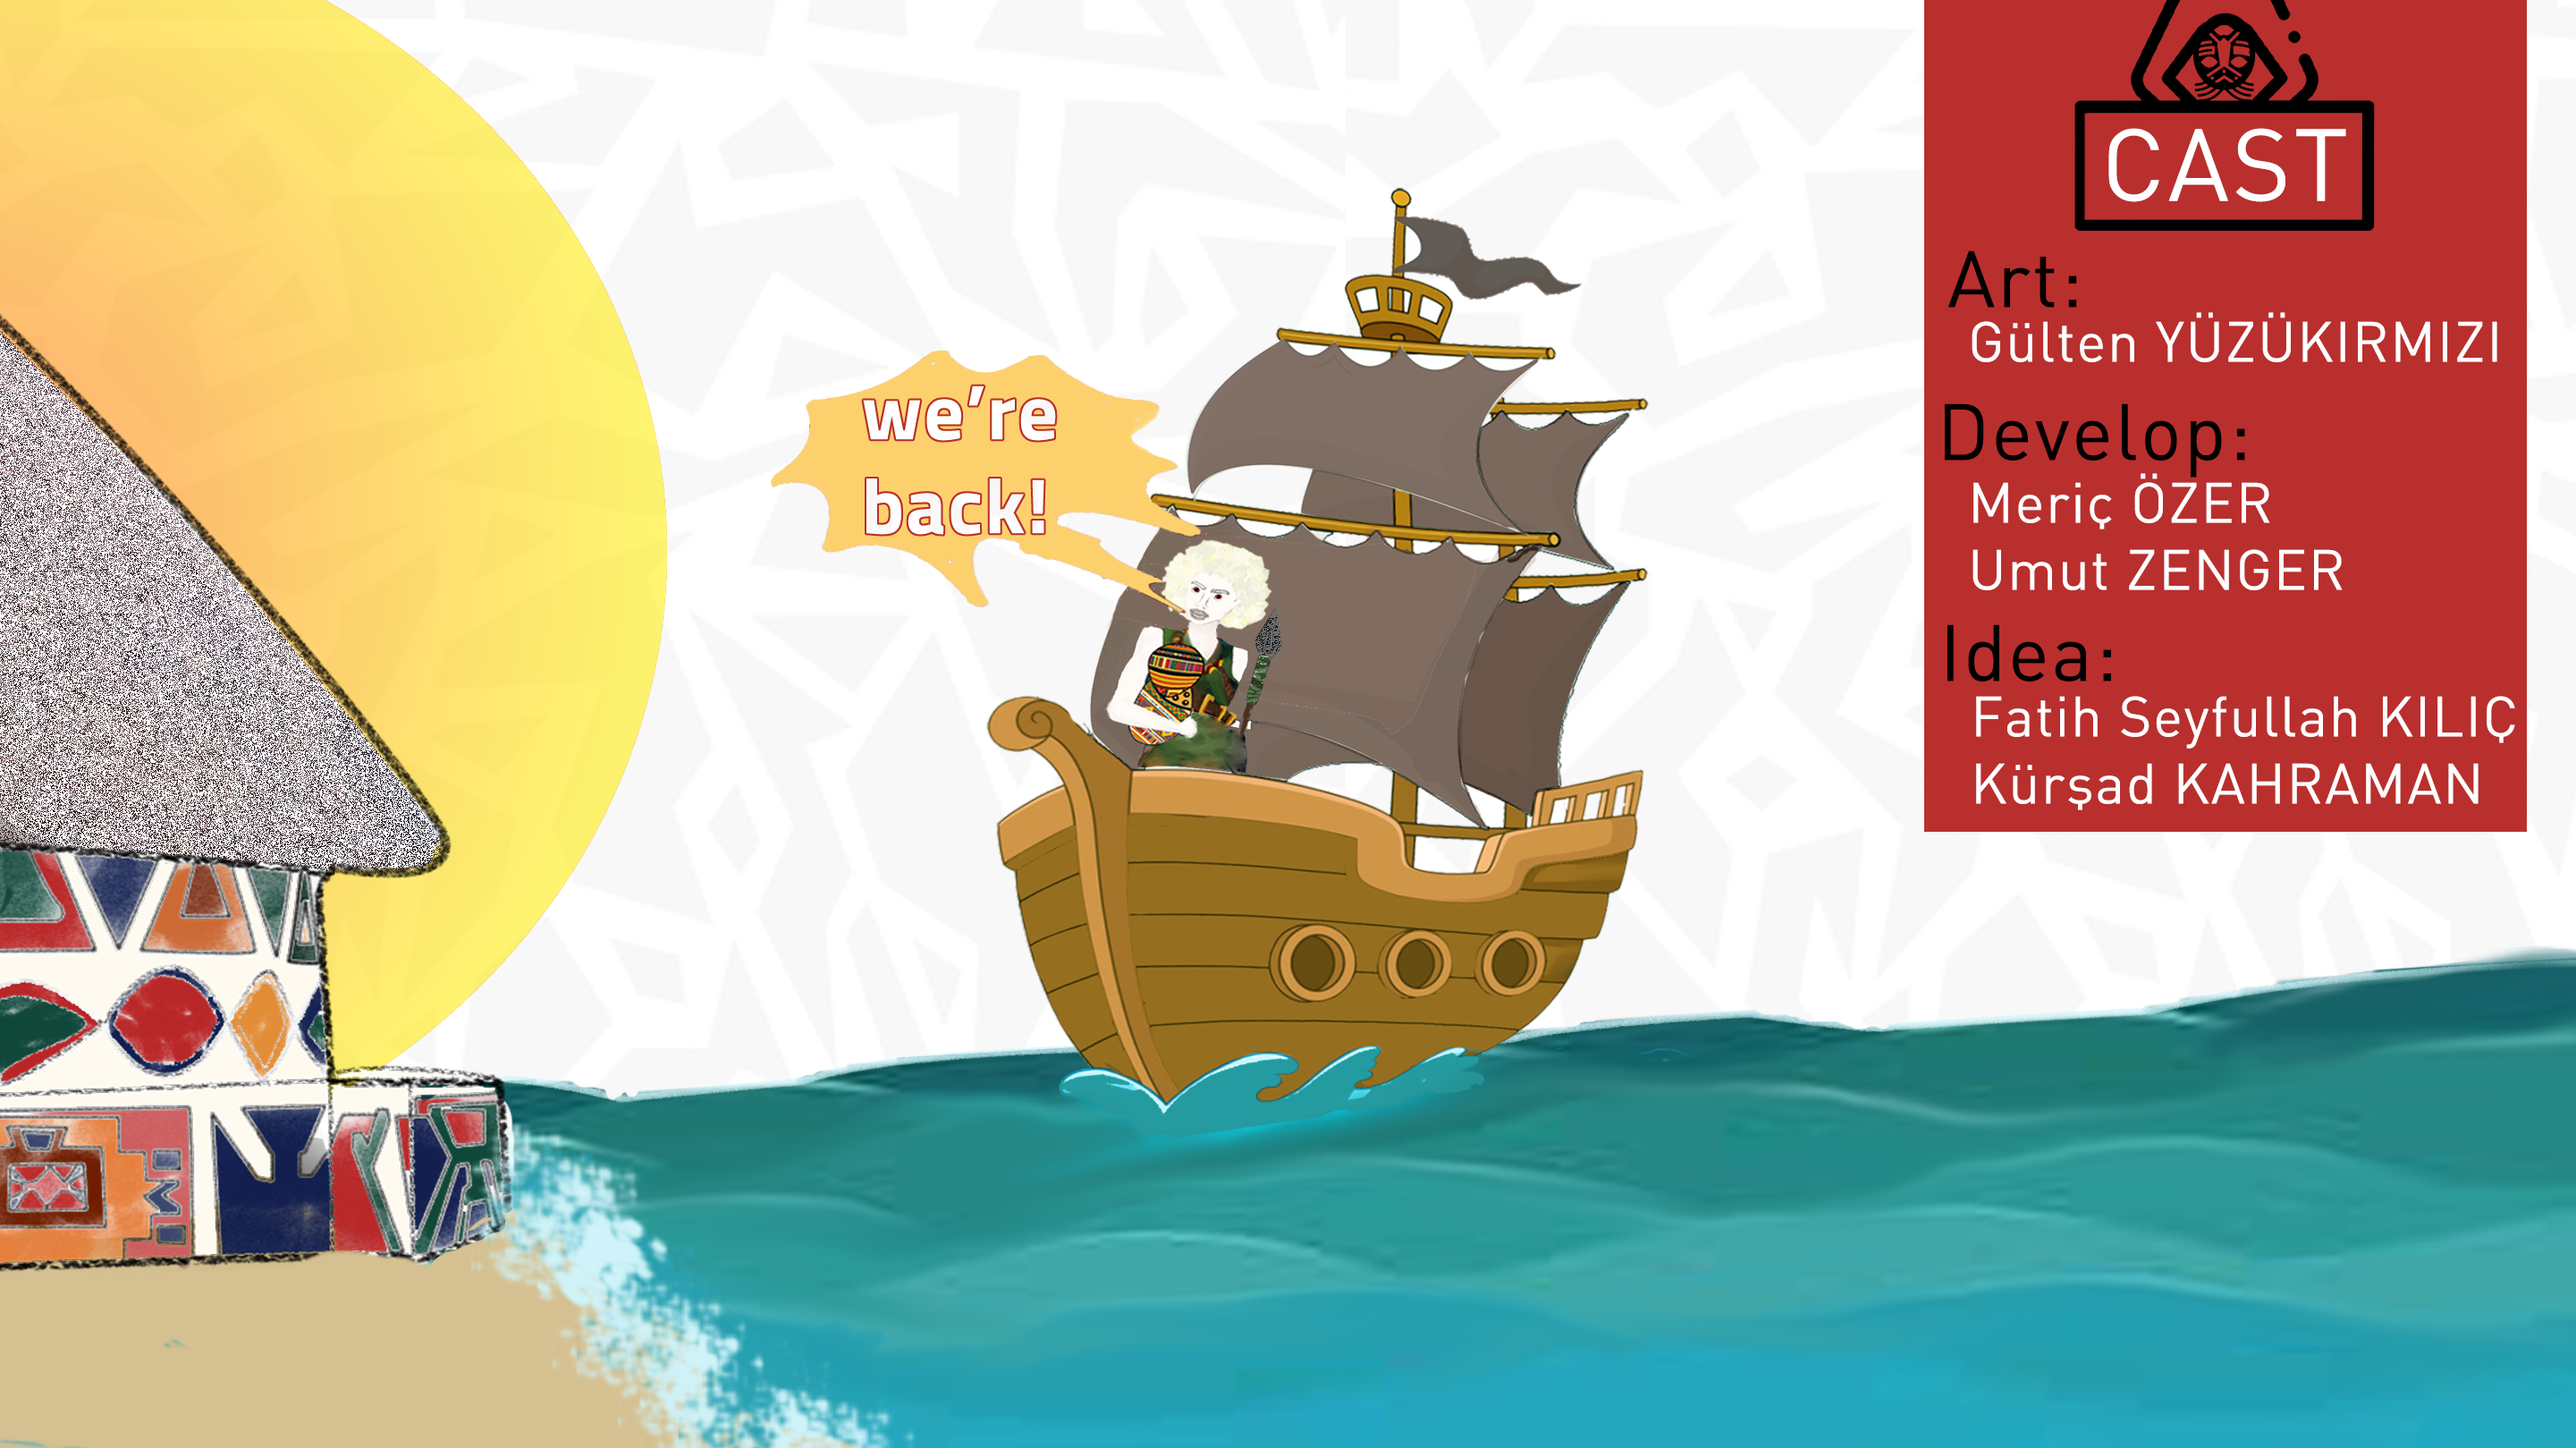 we're
back!
CAST
Art:
Gülten YÜZÜKIRMIZI
Develop:
Meriç ÖZER
Umut ZENGER
Idea:
Fatih Seyfullah KILIÇ
Kürşad KAHRAMAN